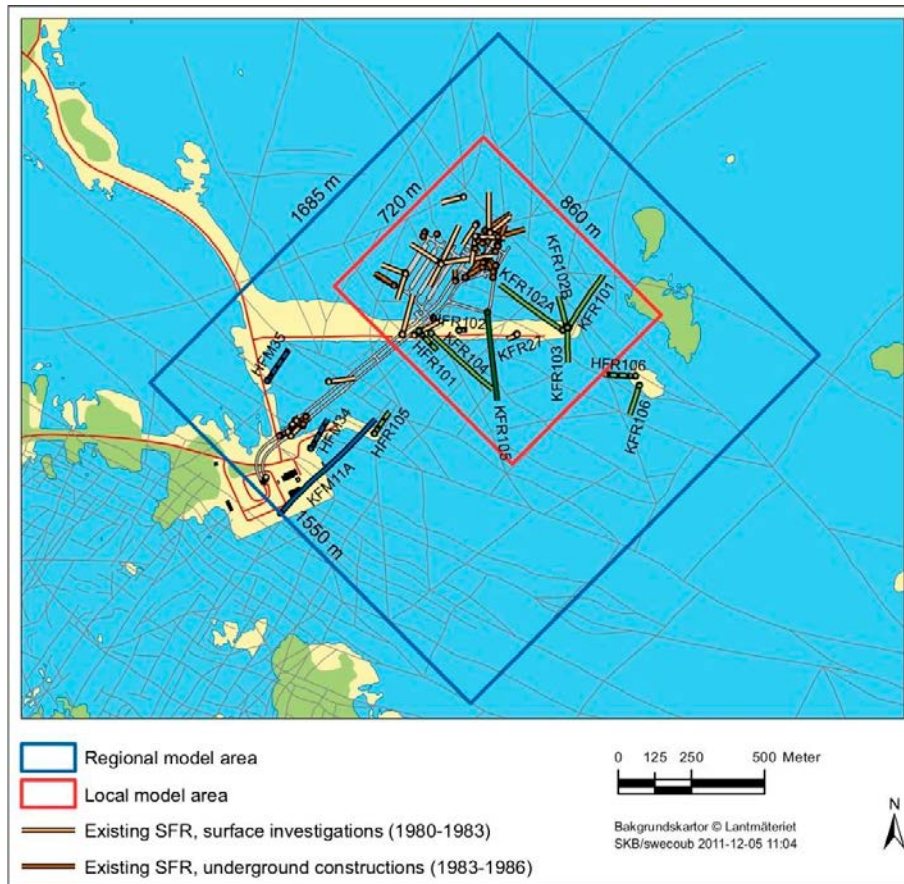 1685 m
720 m
860 m
KFR102B
KFR102A
KFR101
HFR102
KFR27
KFR104
HFR101
KFR103
HFM35
HFR106
KFR106
KFR105
HFM34
HFR105
KFM11A
1550 m
Regional model area
Local model area
Existing SFR, surface investigations (1980-1983)
Existing SFR, underground constructions (1983-1986)
0 125 250 500 Meter
Bakgrundskartor © Lantmäteriet
SKB/swecoub 2011-12-05 11:04
N